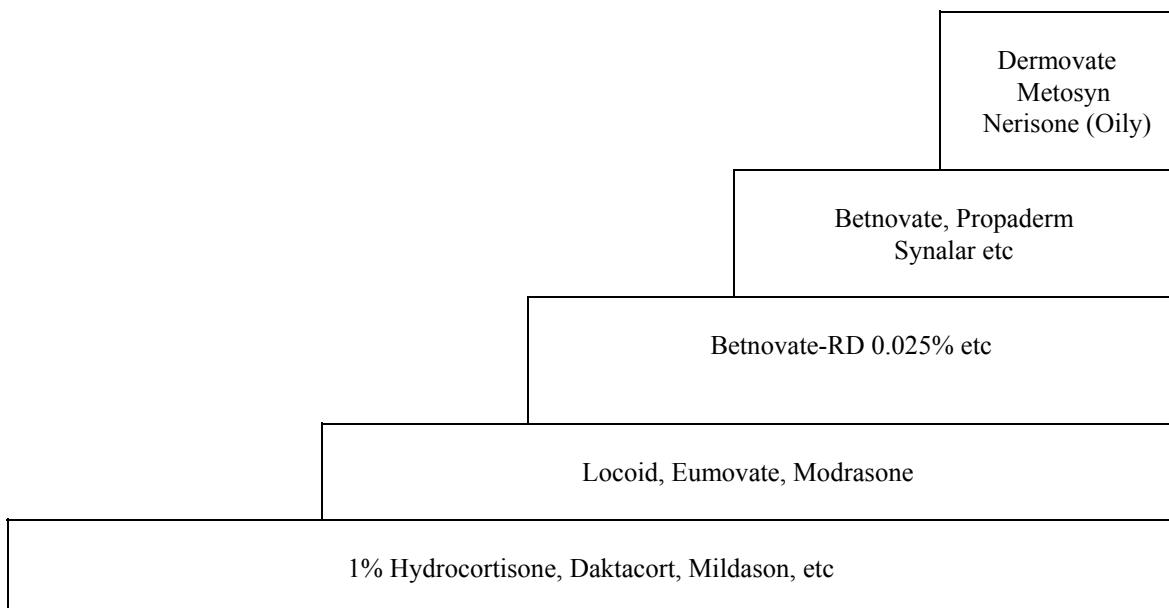 Dermovate
Metosyn
Nerisone (Oily)
Betnovate, Propaderm
Synalar etc
Betnovate-RD 0.025% etc
Locoid, Eumovate, Modrasone
1% Hydrocortisone, Daktacort, Mildason, etc